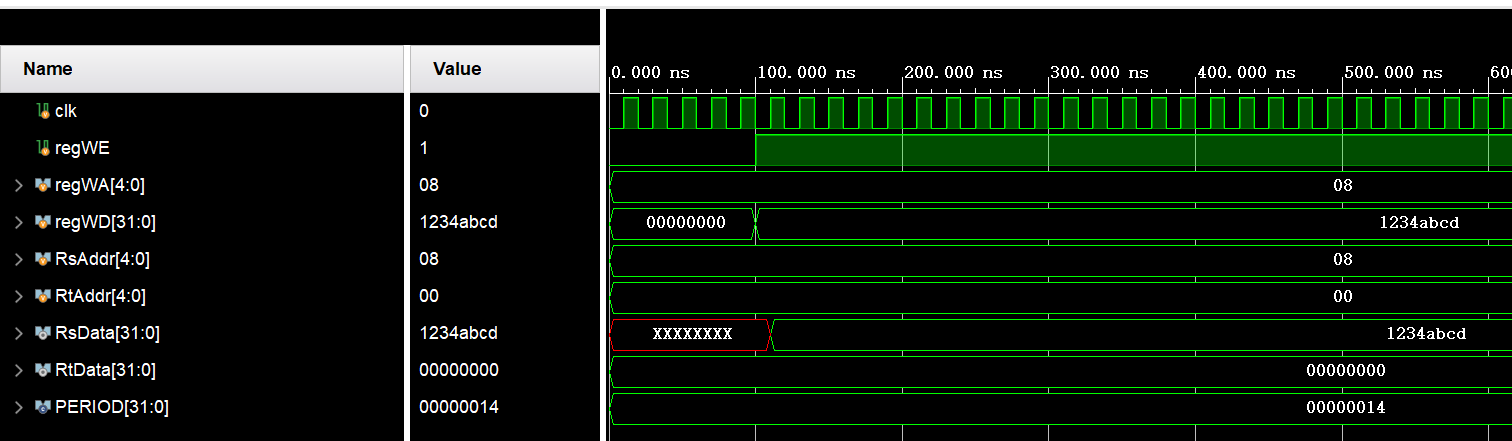 0.000 ns 100.000 ns 200.000 ns 300.000 ns 400.000 ns 500.000 ns 60
Name Value
clk 0
regWE 1
regWA[4:0] 08 08
regWD[31:0] 1234abcd 00000000 1234abcd
RsAddr[4:0] 08 08
RtAddr[4:0] 00 00
RsData[31:0] 1234abcd XXXXXXXX 1234abcd
RtData[31:0] 00000000 00000000
PERIOD[31:0] 00000014 00000014